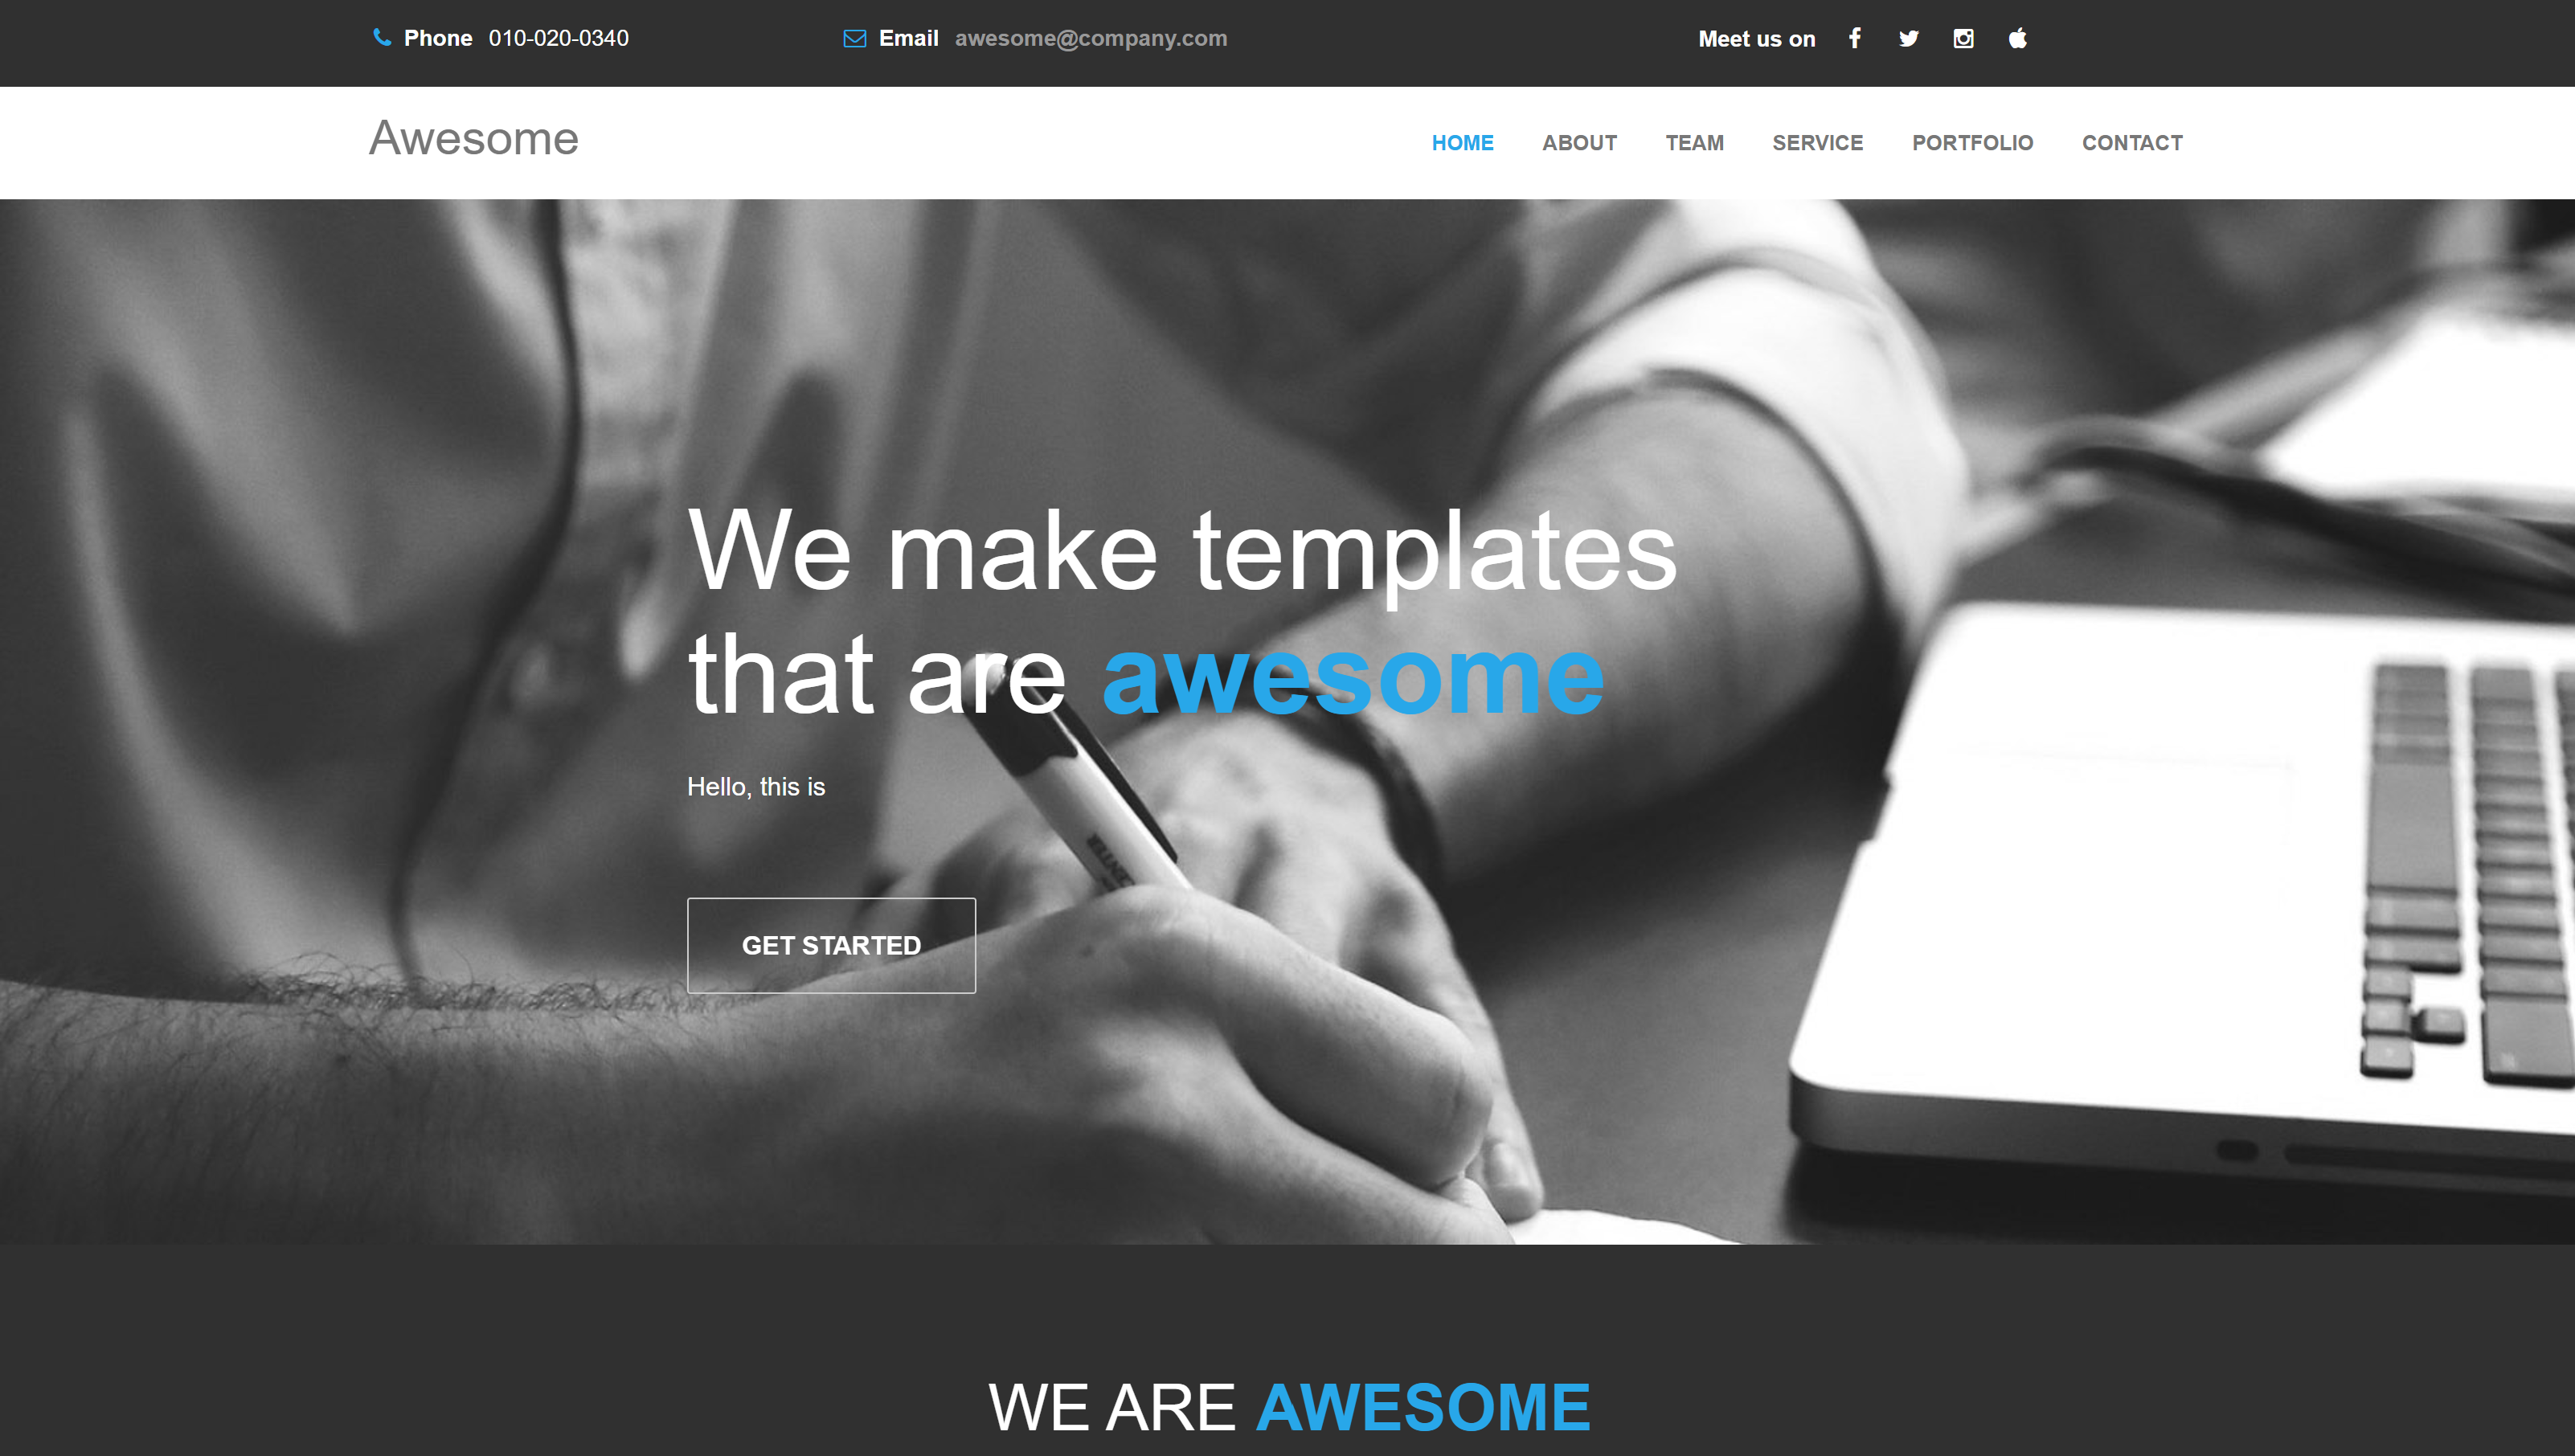 Phone 010-020-0340
Email awesome@company.com
Meet us on
Awesome
HOME ABOUT TEAM SERVICE PORTFOLIO CONTACT
We make templates
that are awesome
Hello, this is
GET STARTED
WE ARE AWESOME